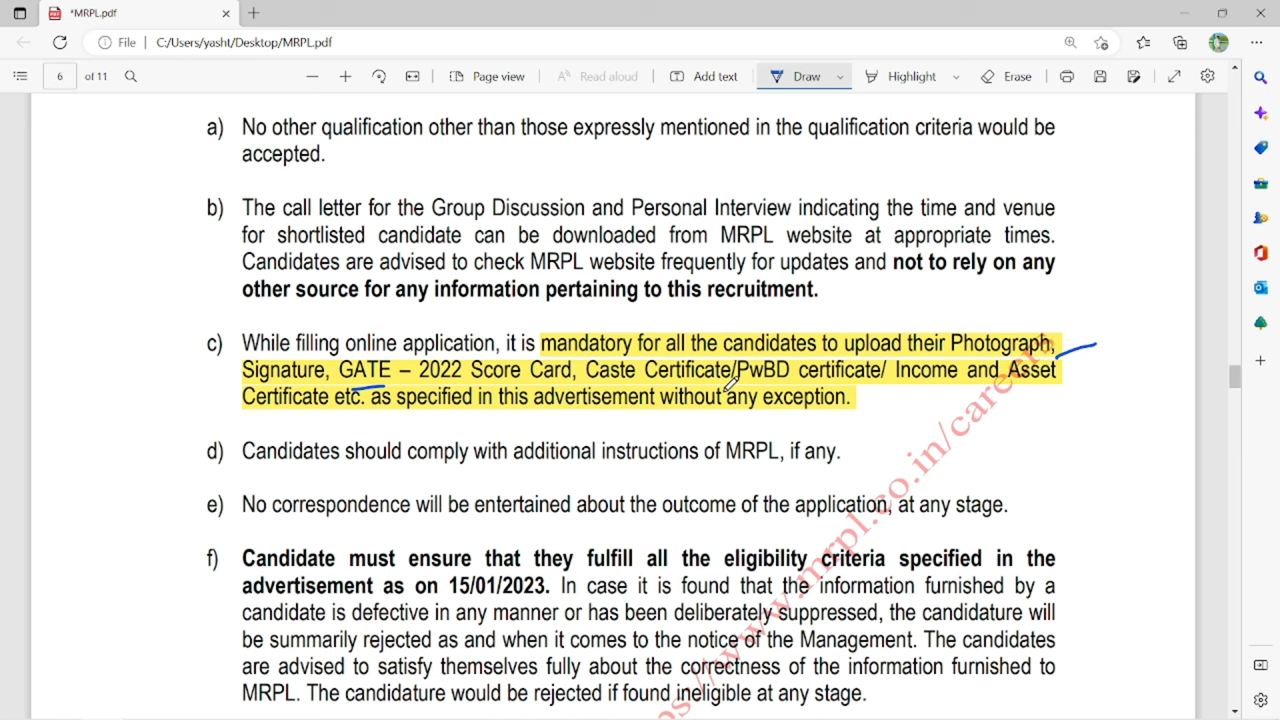 *MRPL.pdf
File | C:/Users/yasht/Desktop/MRPL.pdf
6 of 11 Page view Read aloud Add text Draw Highlight Erase
a) No other qualification other than those expressly mentioned in the qualification criteria would be
accepted.
b) The call letter for the Group Discussion and Personal Interview indicating the time and venue
for shortlisted candidate can be downloaded from MRPL website at appropriate times.
Candidates are advised to check MRPL website frequently for updates and not to rely on any
other source for any information pertaining to this recruitment.
c) While filling online application, it is mandatory for all the candidates to upload their Photograph,
Signature, GATE – 2022 Score Card, Caste Certificate/PwBD certificate/ Income and Asset
Certificate etc. as specified in this advertisement without any exception.
d) Candidates should comply with additional instructions of MRPL, if any.
e) No correspondence will be entertained about the outcome of the application, at any stage.
f) Candidate must ensure that they fulfill all the eligibility criteria specified in the
advertisement as on 15/01/2023. In case it is found that the information furnished by a
candidate is defective in any manner or has been deliberately suppressed, the candidature will
be summarily rejected as and when it comes to the notice of the Management. The candidates
are advised to satisfy themselves fully about the correctness of the information furnished to
MRPL. The candidature would be rejected if found ineligible at any stage.
ps://www.mrpl.co.in/careers